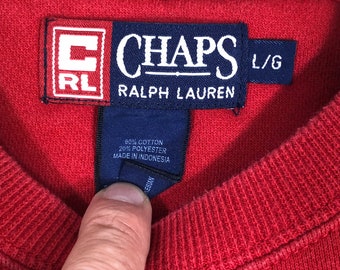 C
RL
CHAPS
RALPH LAUREN
L/G
80% COTTON
20% POLYESTER
MADE IN INDONESIA